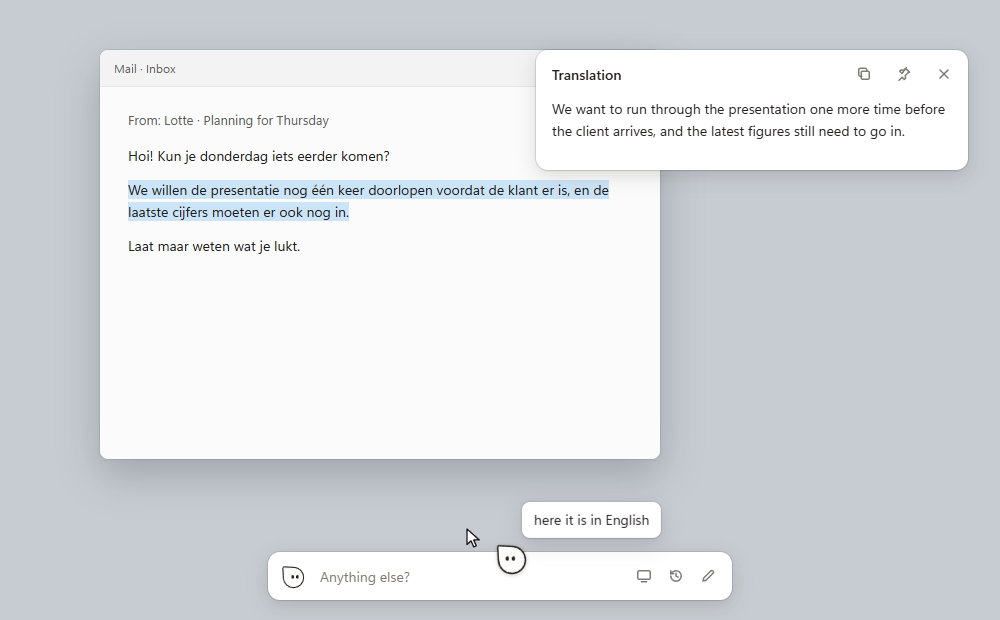 Mail · Inbox
From: Lotte · Planning for Thursday
Hoi! Kun je donderdag iets eerder komen?
We willen de presentatie nog één keer doorlopen voordat de klant er is, en de
laatste cijfers moeten er ook nog in.
Laat maar weten wat je lukt.
Translation
We want to run through the presentation one more time before
the client arrives, and the latest figures still need to go in.
here it is in English
Anything else?